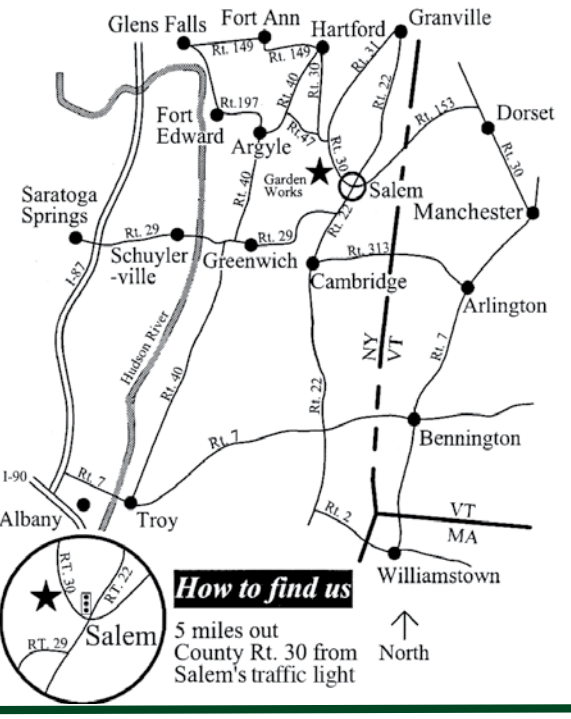 Glens Falls
Fort Ann
Hartford
Granville
Rt. 149
Rt. 149
Rt. 31
Rt. 22
Rt. 40
Rt. 30
Rt.197
Rt. 153
Fort
Edward
Argyle
Rt.47
Rt. 30
Dorset
Rt. 30
Garden
Works
Salem
Saratoga
Springs
Rt. 40
Rt. 22
Manchester
Rt. 29
Schuyler
-ville
Greenwich
Rt. 29
Rt. 313
Cambridge
I-87
Arlington
Hudson River
NY
VT
Rt. 7
Rt. 40
Rt. 22
Rt. 7
Bennington
I-90
Rt. 7
Albany
Troy
Rt. 2
VT
MA
Williamstown
RT. 30
RT. 22
RT. 29
Salem
How to find us
5 miles out
County Rt. 30 from
Salem's traffic light
North